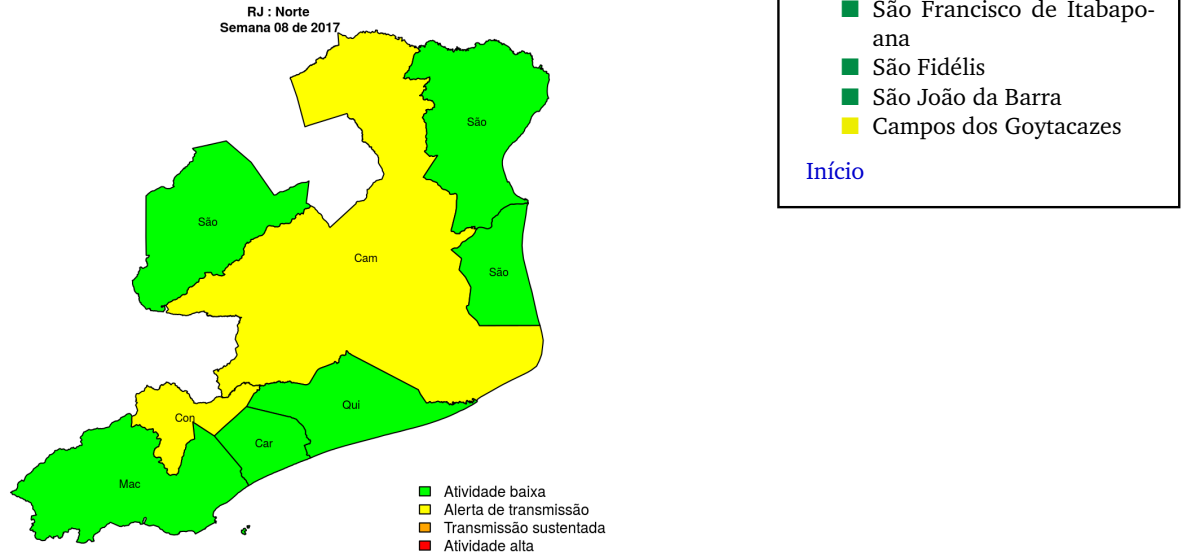 RJ : Norte
Semana 08 de 2017
São
São
Cam
São
Qui
Con
Car
Mac
Atividade baixa
Alerta de transmissão
Transmissão sustentada
Atividade alta
São Francisco de Itabapo-
ana
São Fidélis
São João da Barra
Campos dos Goytacazes
Início